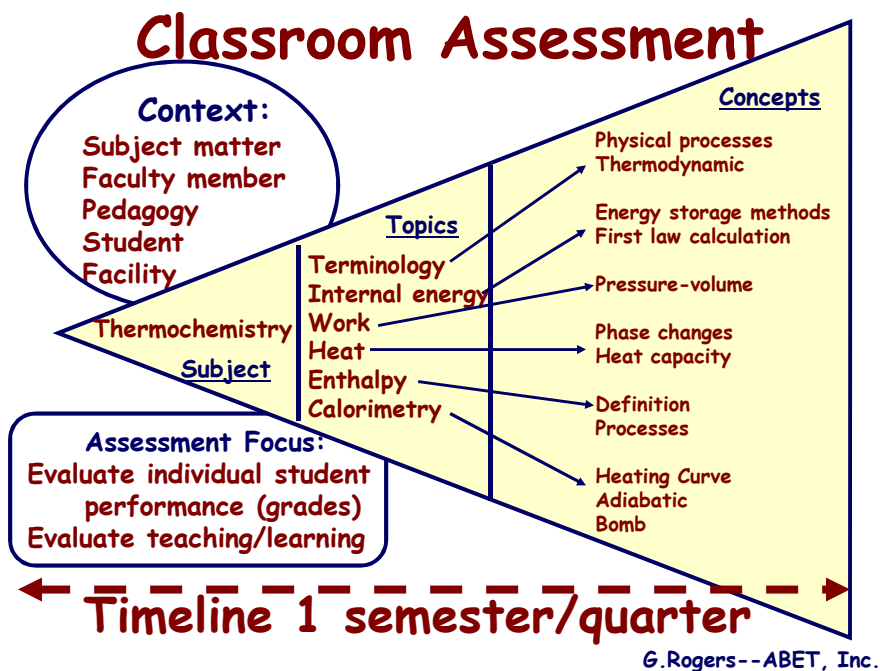 Classroom Assessment
Context:
Subject matter
Faculty member
Pedagogy
Student
Facility
Thermochemistry
Subject
Topics
Terminology
Internal energy
Work
Heat
Enthalpy
Calorimetry
Concepts
Physical processes
Thermodynamic
Energy storage methods
First law calculation
Pressure-volume
Phase changes
Heat capacity
Definition
Processes
Heating Curve
Adiabatic
Bomb
Assessment Focus:
Evaluate individual student
performance (grades)
Evaluate teaching/learning
Timeline 1 semester/quarter
G.Rogers--ABET, Inc.